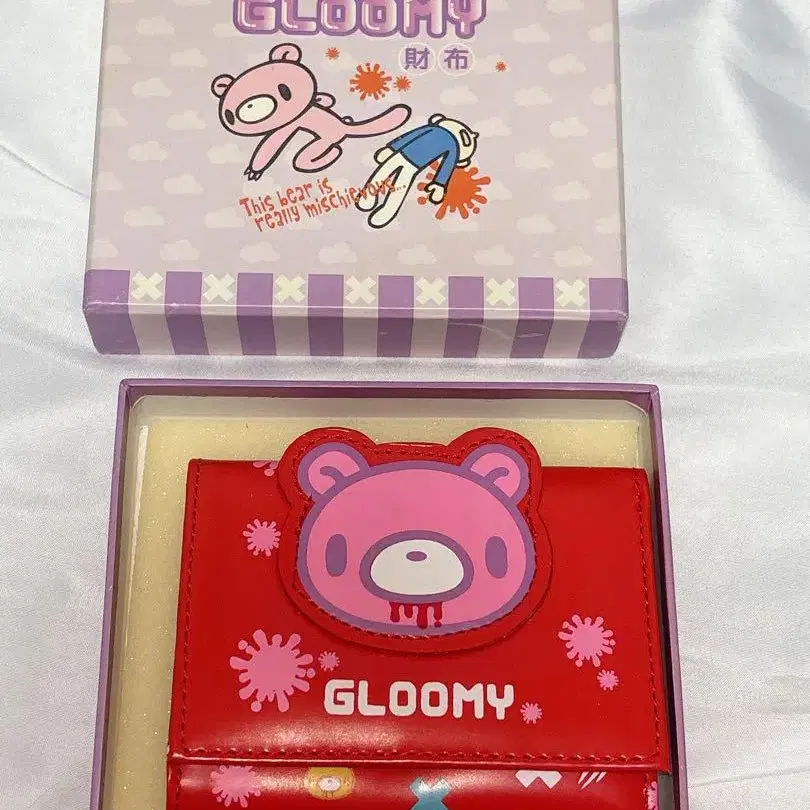 GLOOMY
財布
This bear is
really mischievous...
GLOOMY